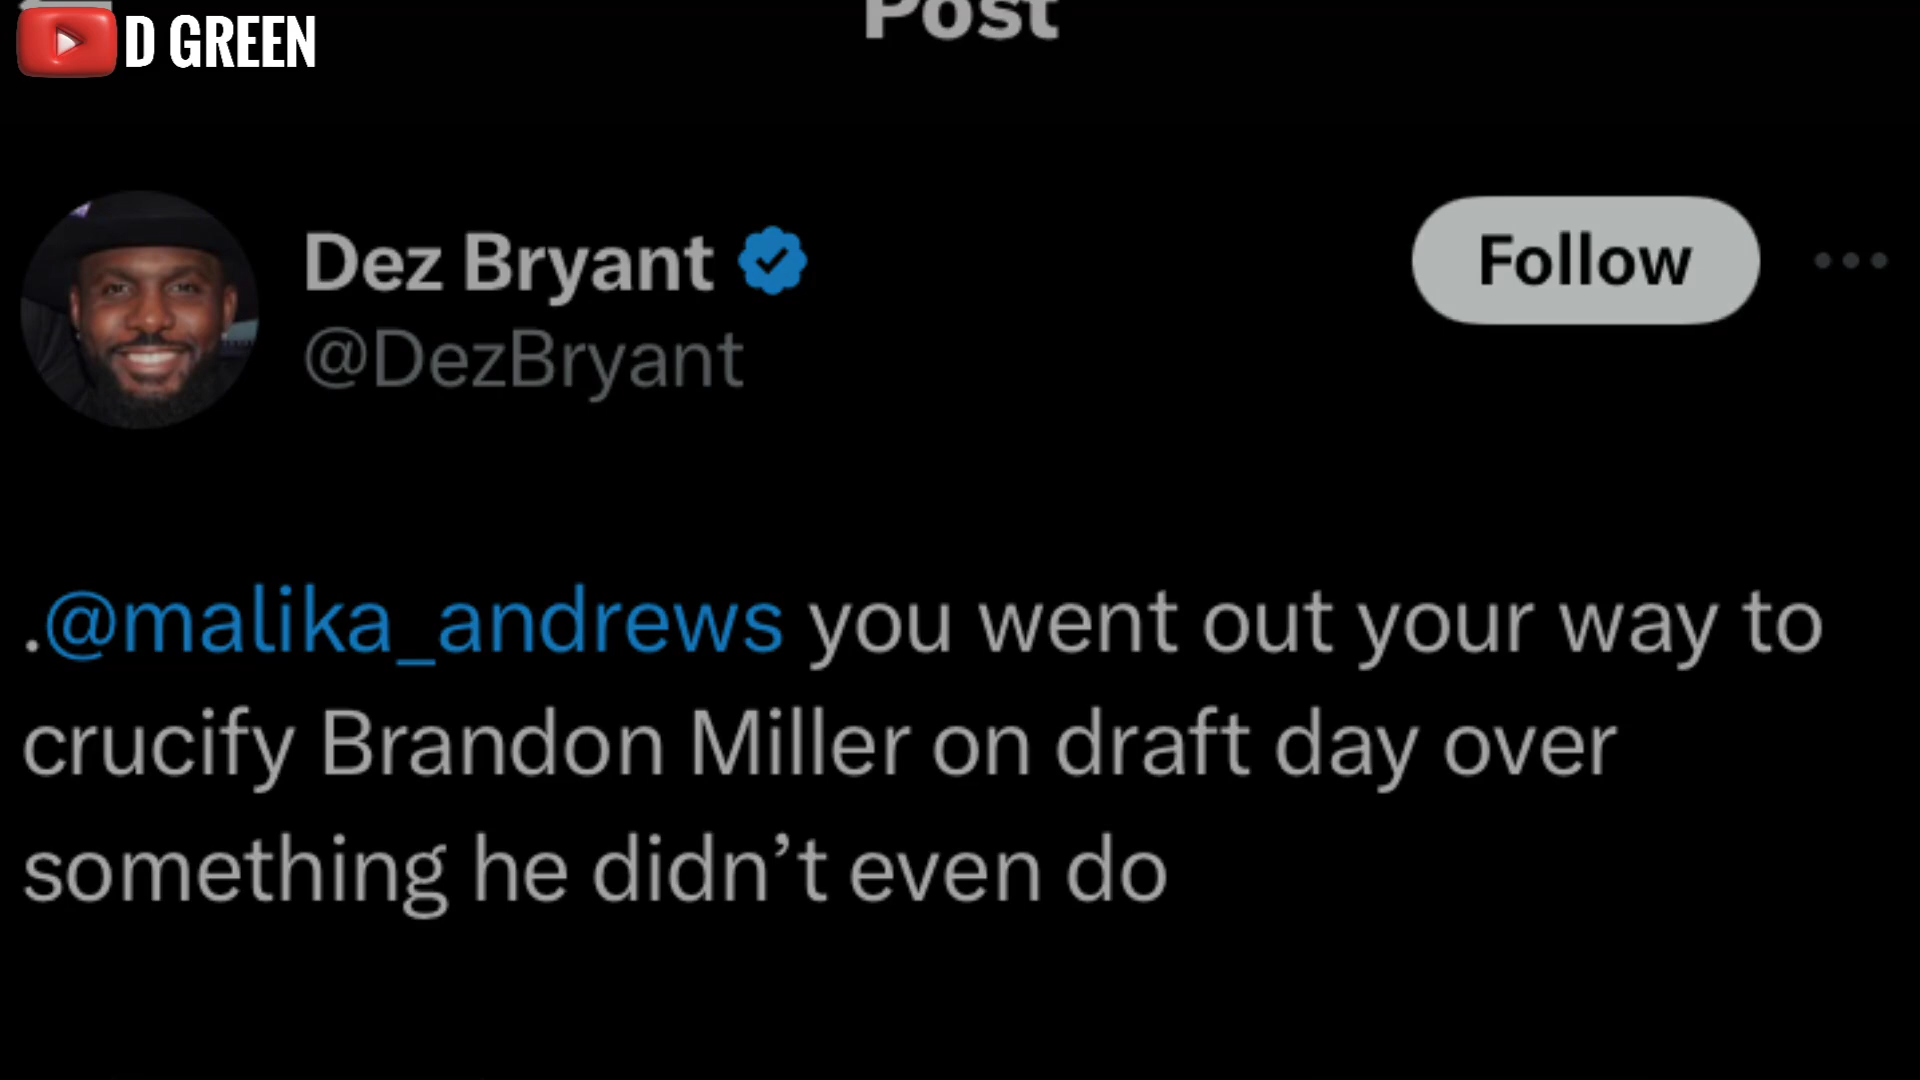 D GREEN
Post
Dez Bryant
@DezBryant
Follow
.@malika_andrews you went out your way to
crucify Brandon Miller on draft day over
something he didn’t even do